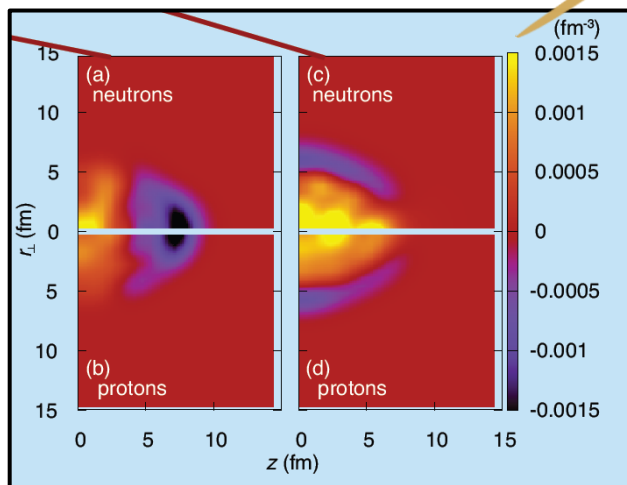 (fm⁻³)
15
(a)
neutrons
(c)
neutrons
0.0015
10
0.001
5
0.0005
0
0
5
-0.0005
10
-0.001
(b)
protons
(d)
protons
15
-0.0015
0
5
10
0
5
10
15
r⊥ (fm)
z (fm)